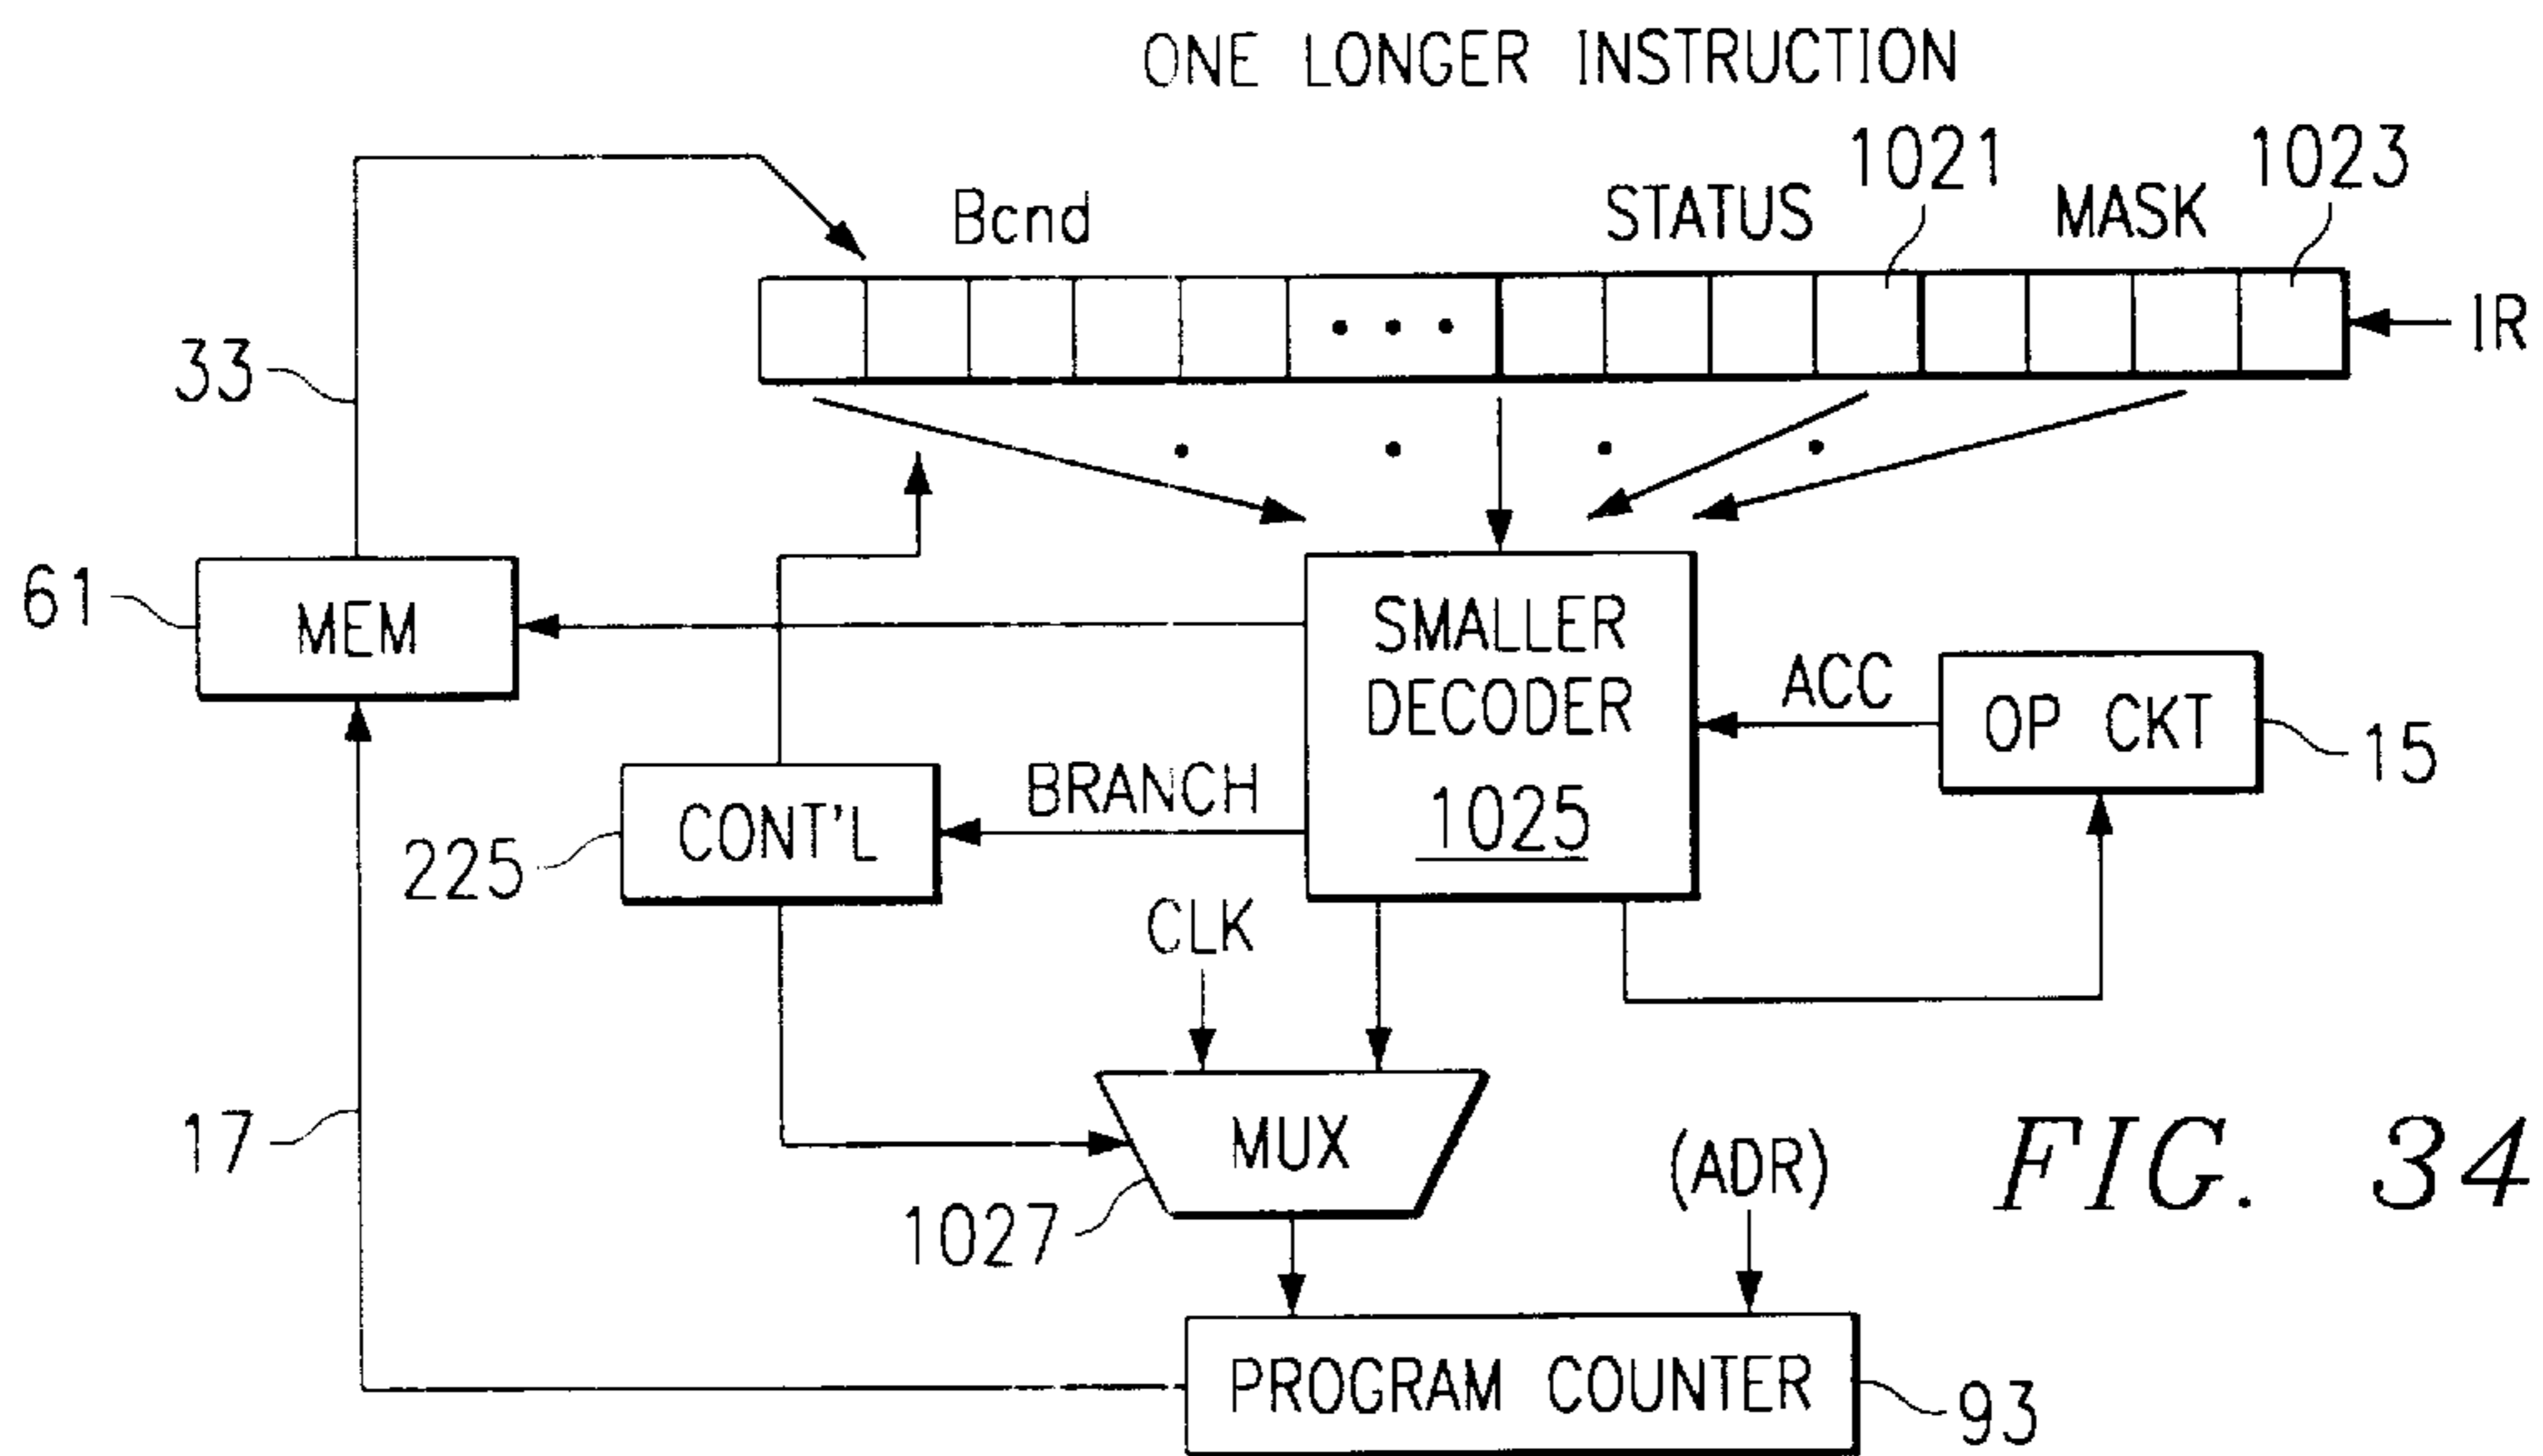 ONE LONGER INSTRUCTION
1021
1023
Bcnd
STATUS
MASK
IR
33
61
MEM
SMALLER
DECODER
1025
ACC
OP CKT
15
BRANCH
CONT'L
225
CLK
17
MUX
1027
(ADR)
FIG. 34
PROGRAM COUNTER
93